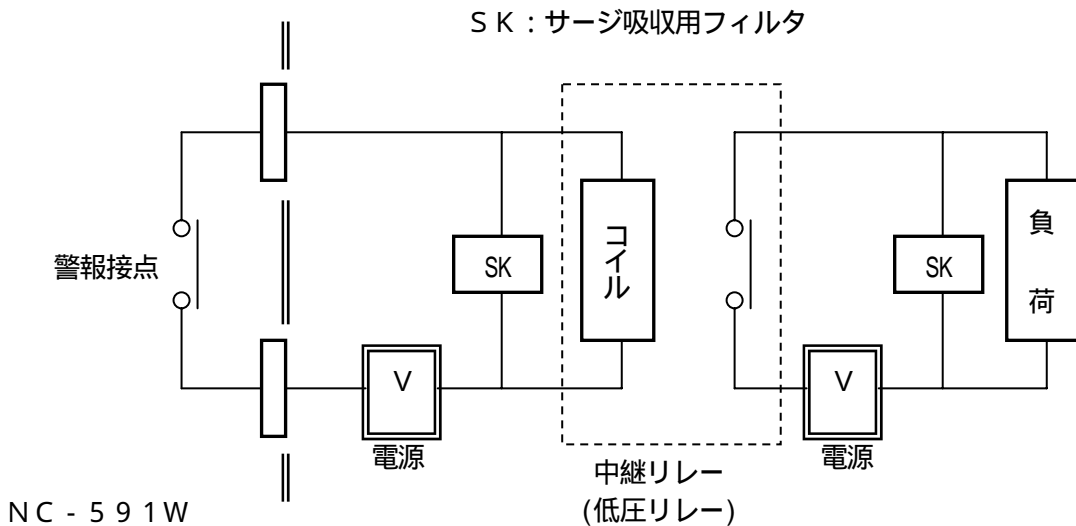 SK:サージ吸収用フィルタ
警報接点
SK
コイル
SK
負荷
V
V
電源
電源
中継リレー
(低圧リレー)
NC-591W